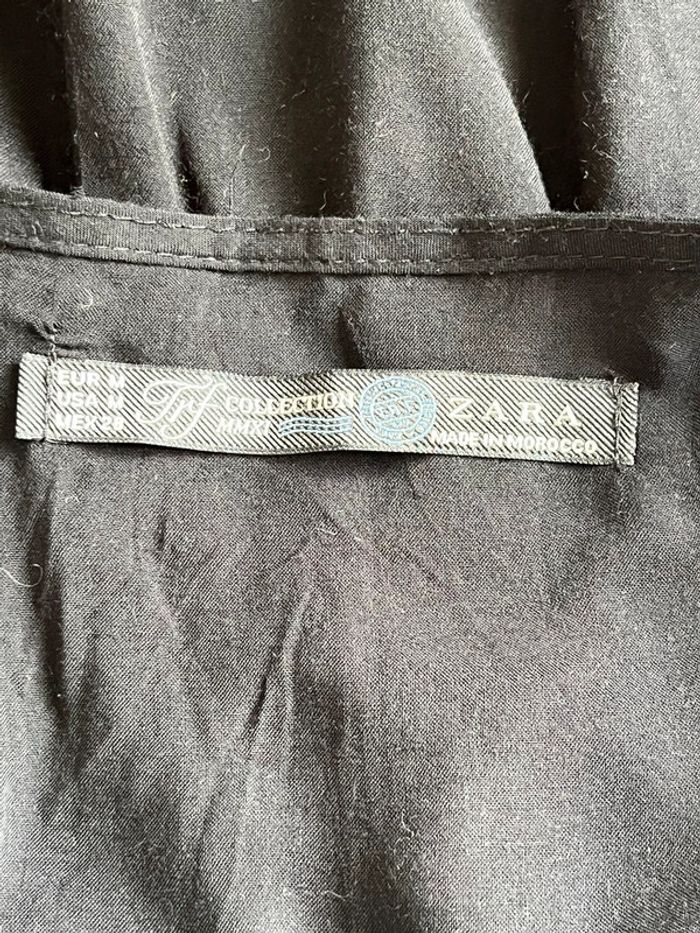 EUR M
USA M
MEX 28
Trf COLLECTION
MMXI
ZARA
MADE IN MOROCCO